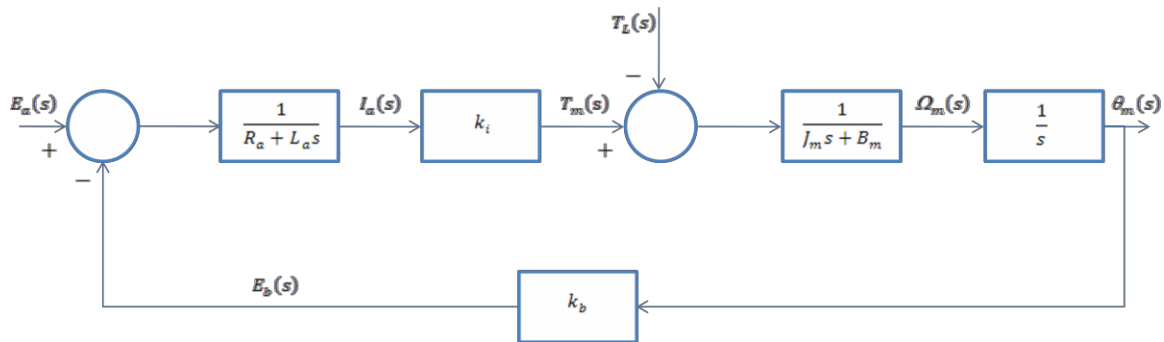 T_L(s)
−
E_a(s)
+
−
1
R_a + L_a s
I_a(s)
k_i
T_m(s)
+
1
J_m s + B_m
Ω_m(s)
1
s
θ_m(s)
E_b(s)
k_b